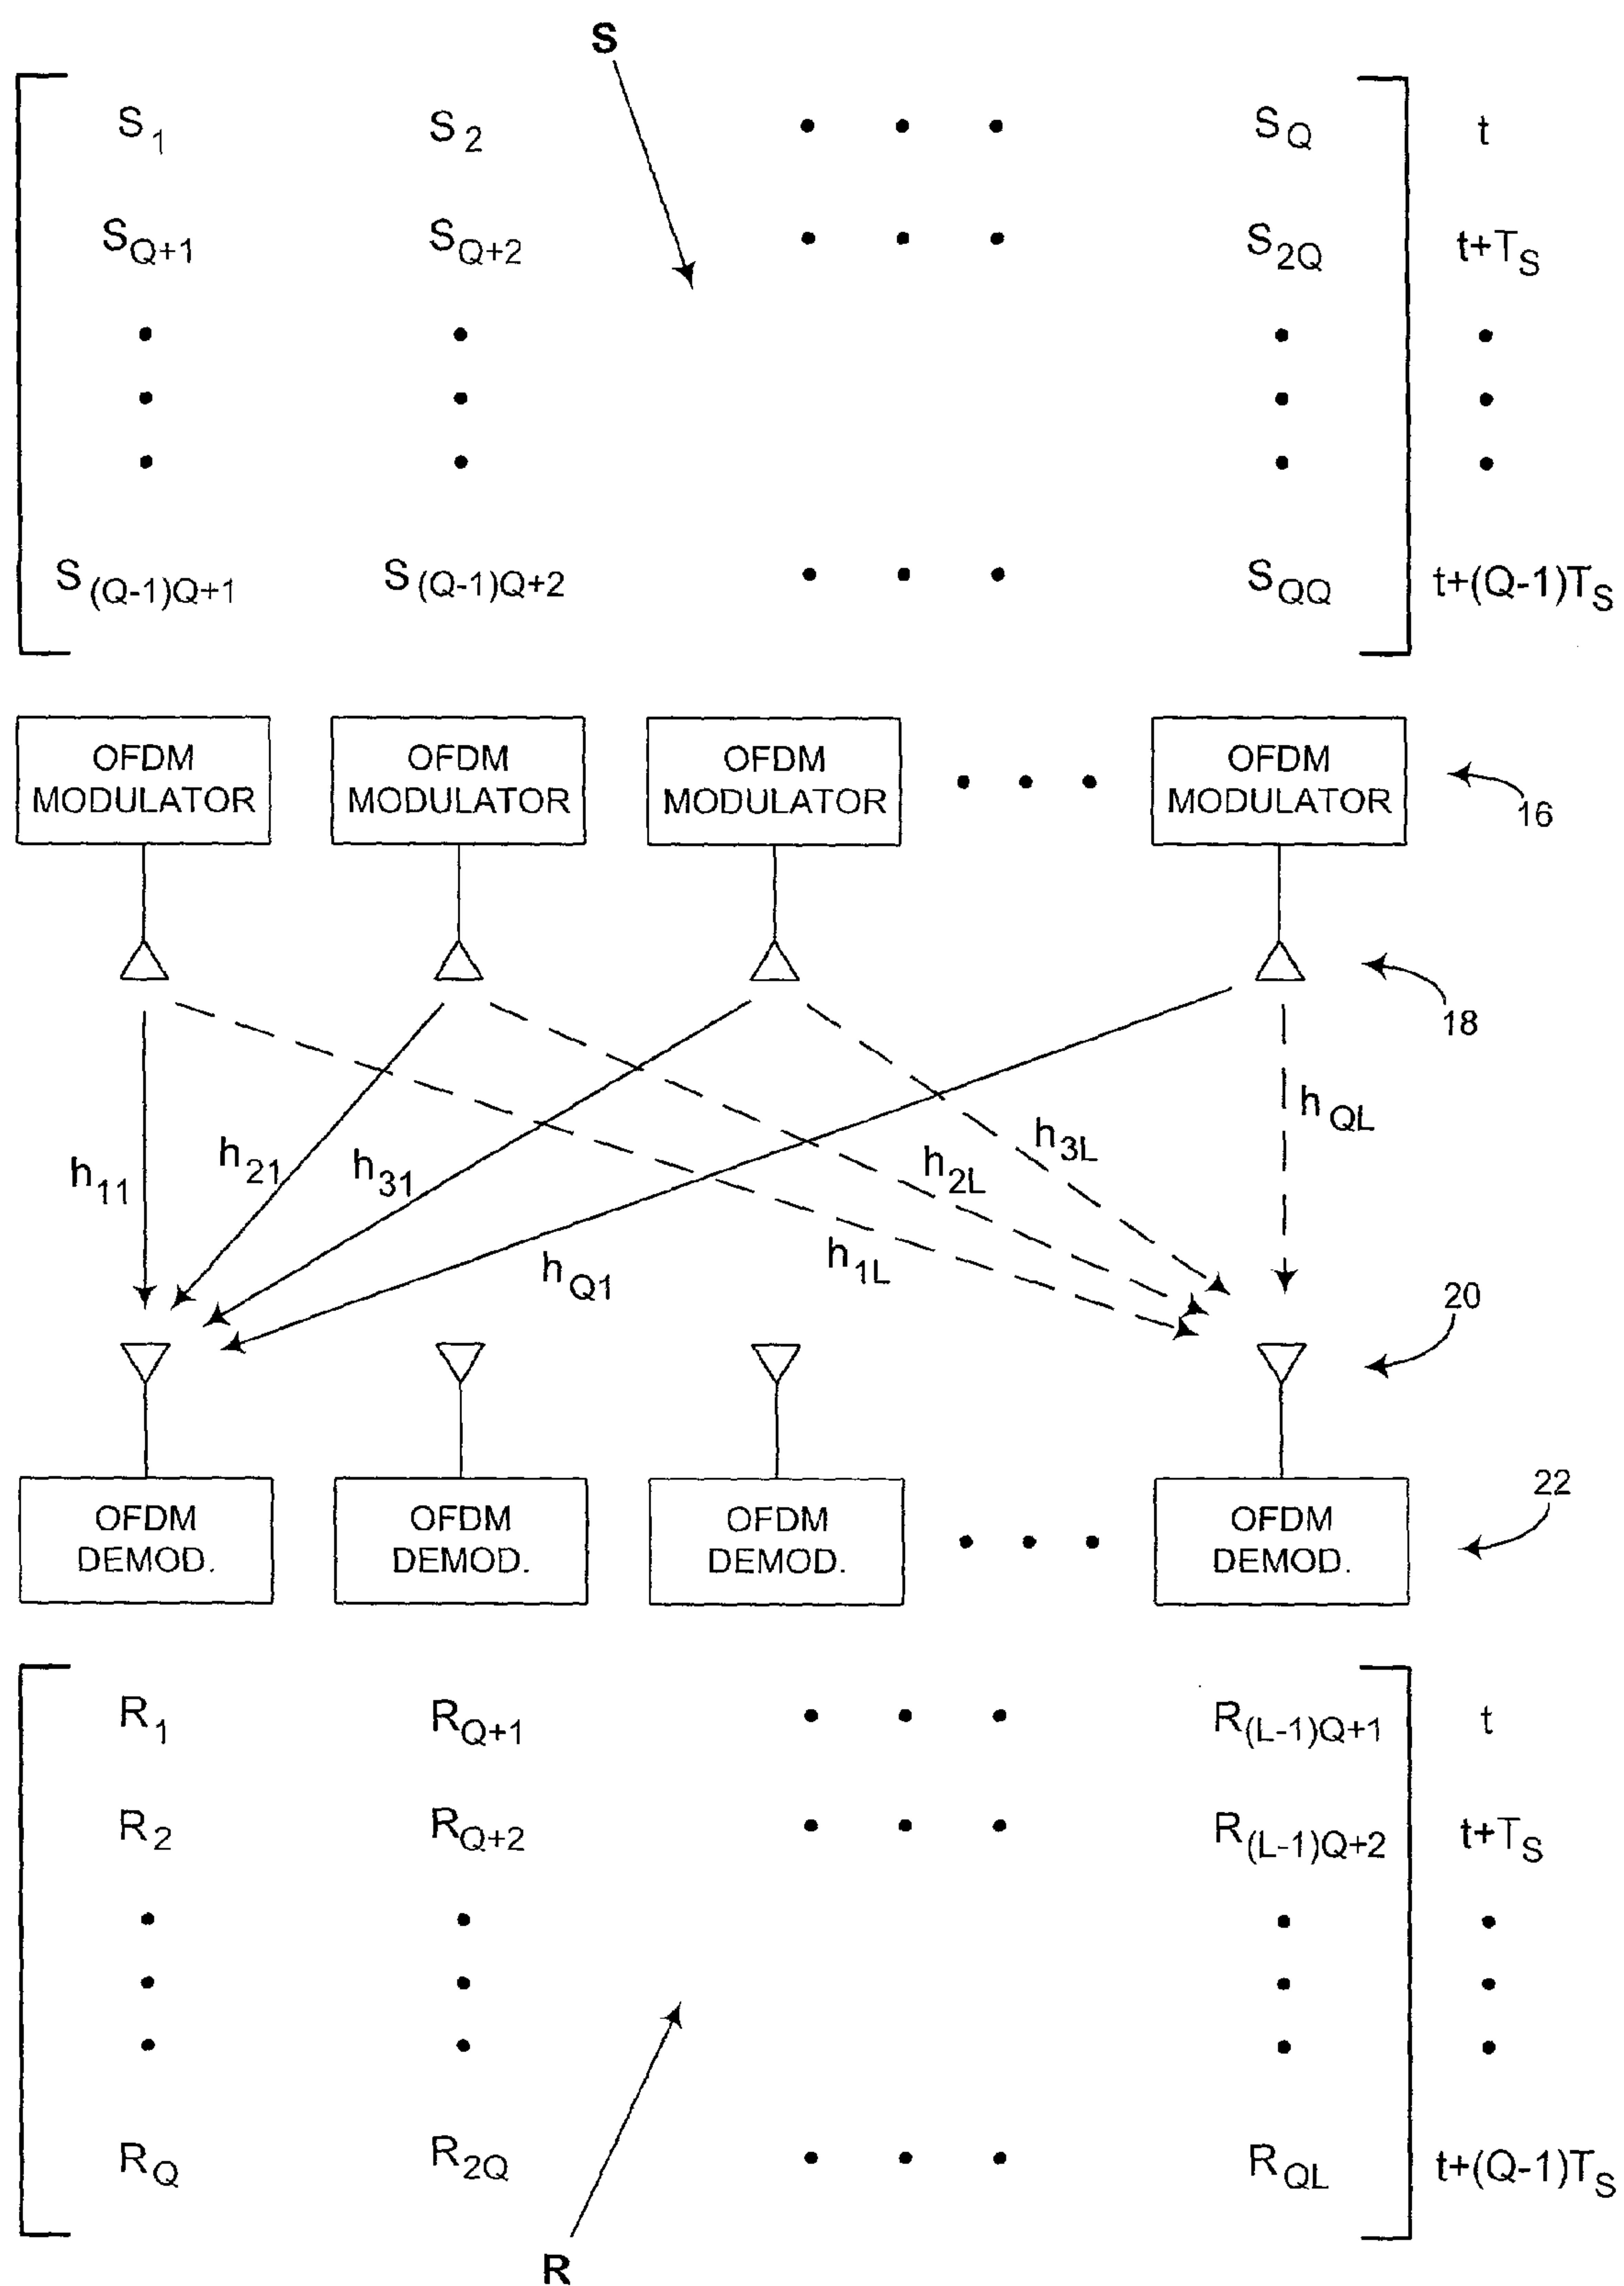 S
S1 S2 • • • SQ t
SQ+1 SQ+2 • • • S2Q t+TS
S(Q-1)Q+1 S(Q-1)Q+2 • • • SQQ t+(Q-1)TS
OFDM MODULATOR OFDM MODULATOR OFDM MODULATOR • • • OFDM MODULATOR
16
18
h11 h21 h31 hQ1 h1L h2L h3L hQL
20
OFDM DEMOD. OFDM DEMOD. OFDM DEMOD. • • • OFDM DEMOD.
22
R1 RQ+1 • • • R(L-1)Q+1 t
R2 RQ+2 • • • R(L-1)Q+2 t+TS
RQ R2Q • • • RQL t+(Q-1)TS
R